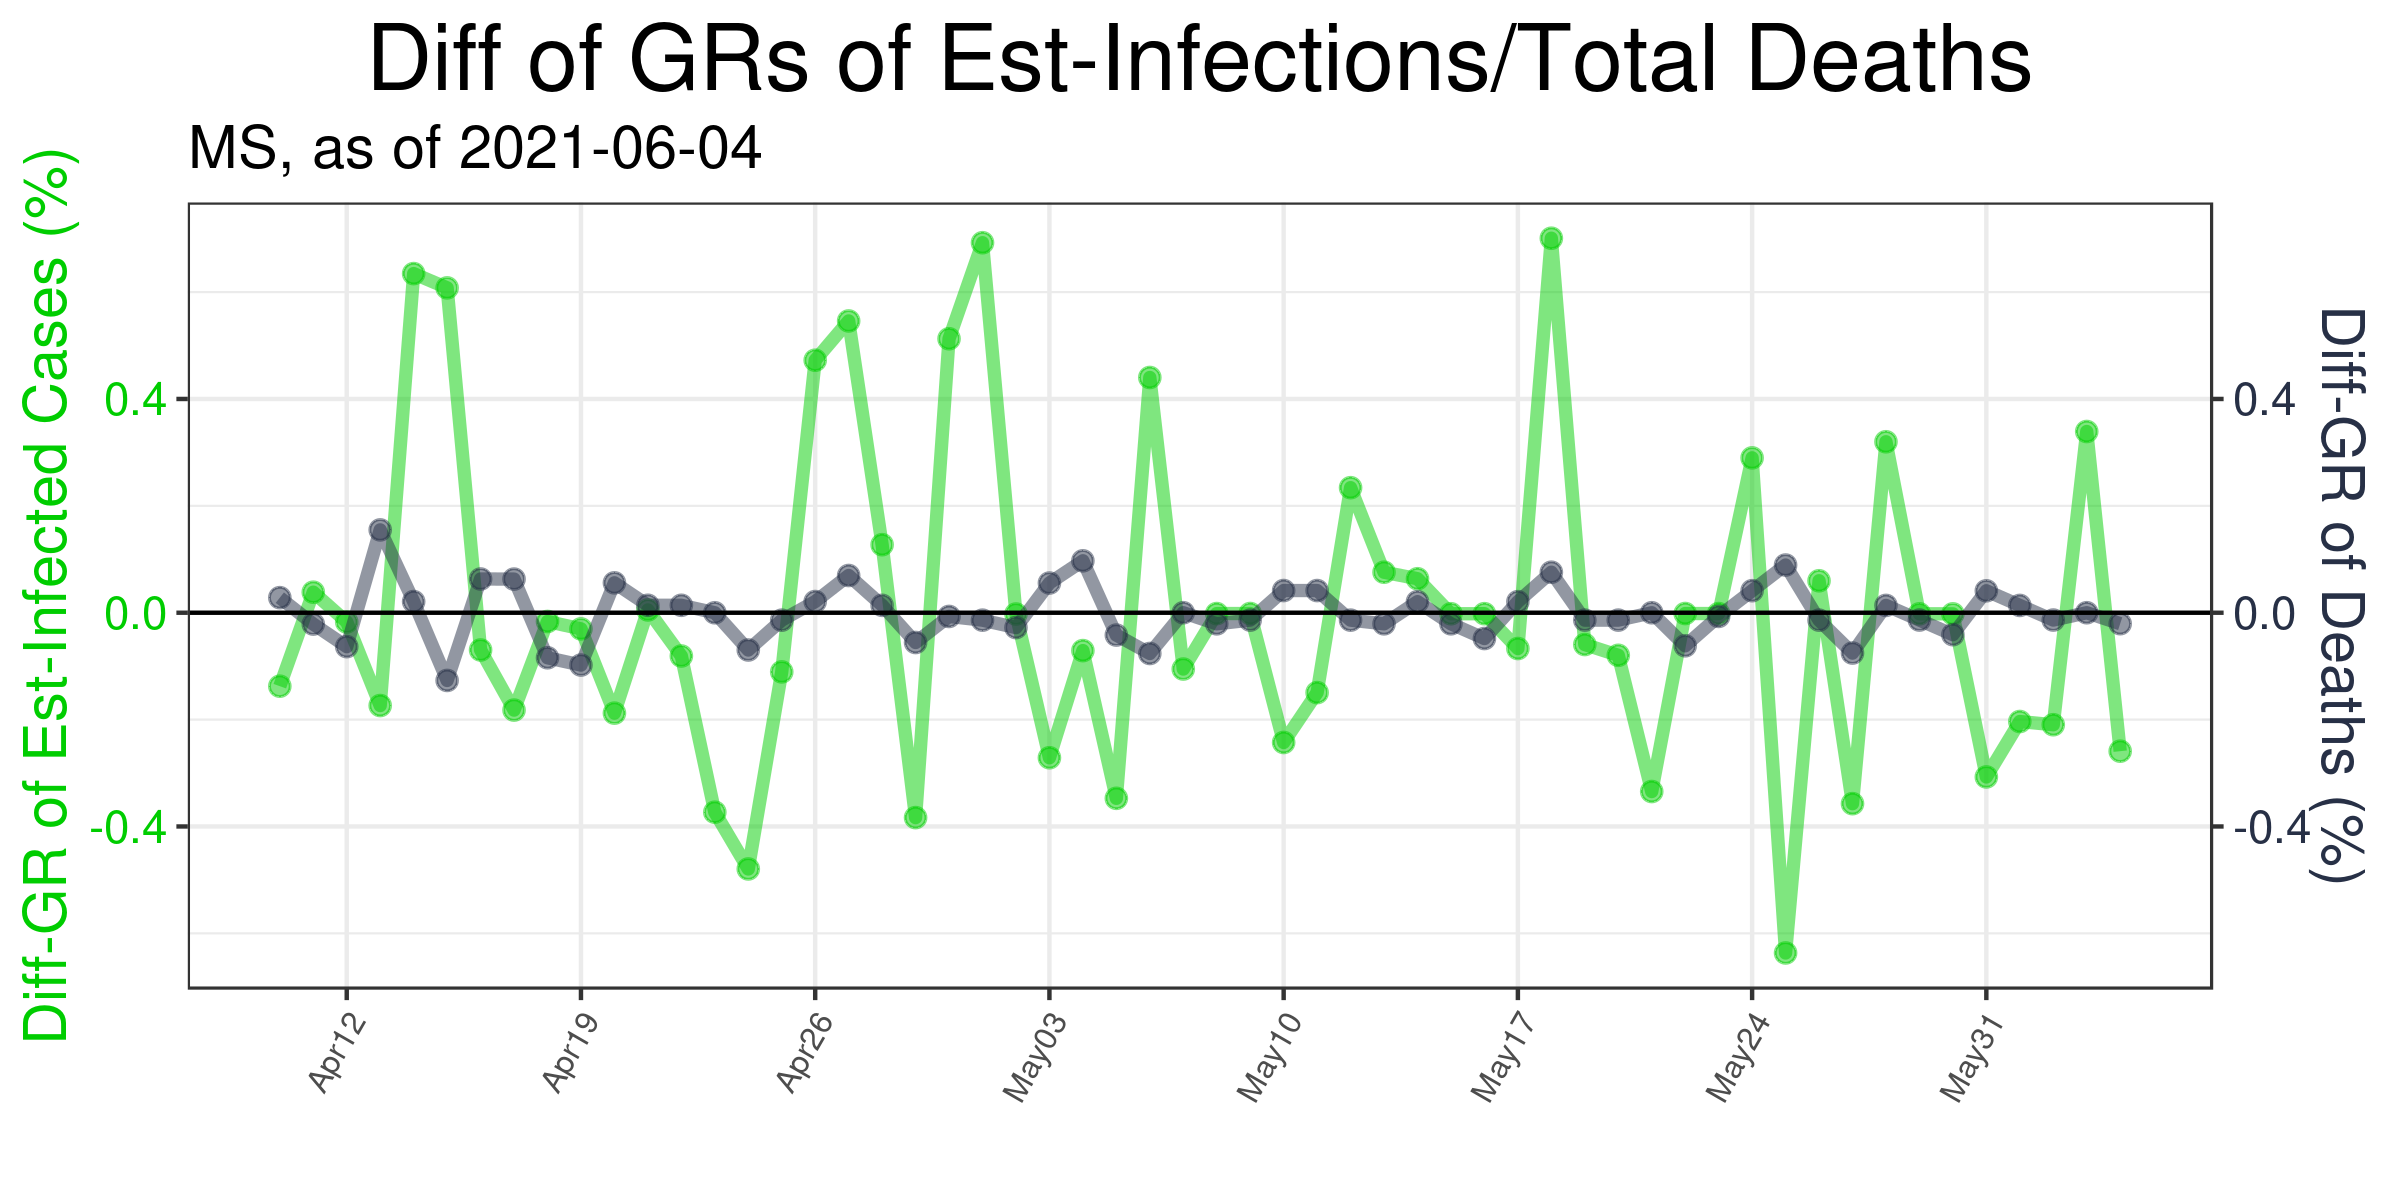 Diff of GRs of Est-Infections/Total Deaths
MS, as of 2021-06-04
Diff-GR of Est-Infected Cases (%)
0.4
0.0
-0.4
0.4
0.0
-0.4
Diff-GR of Deaths (%)
Apr12
Apr19
Apr26
May03
May10
May17
May24
May31